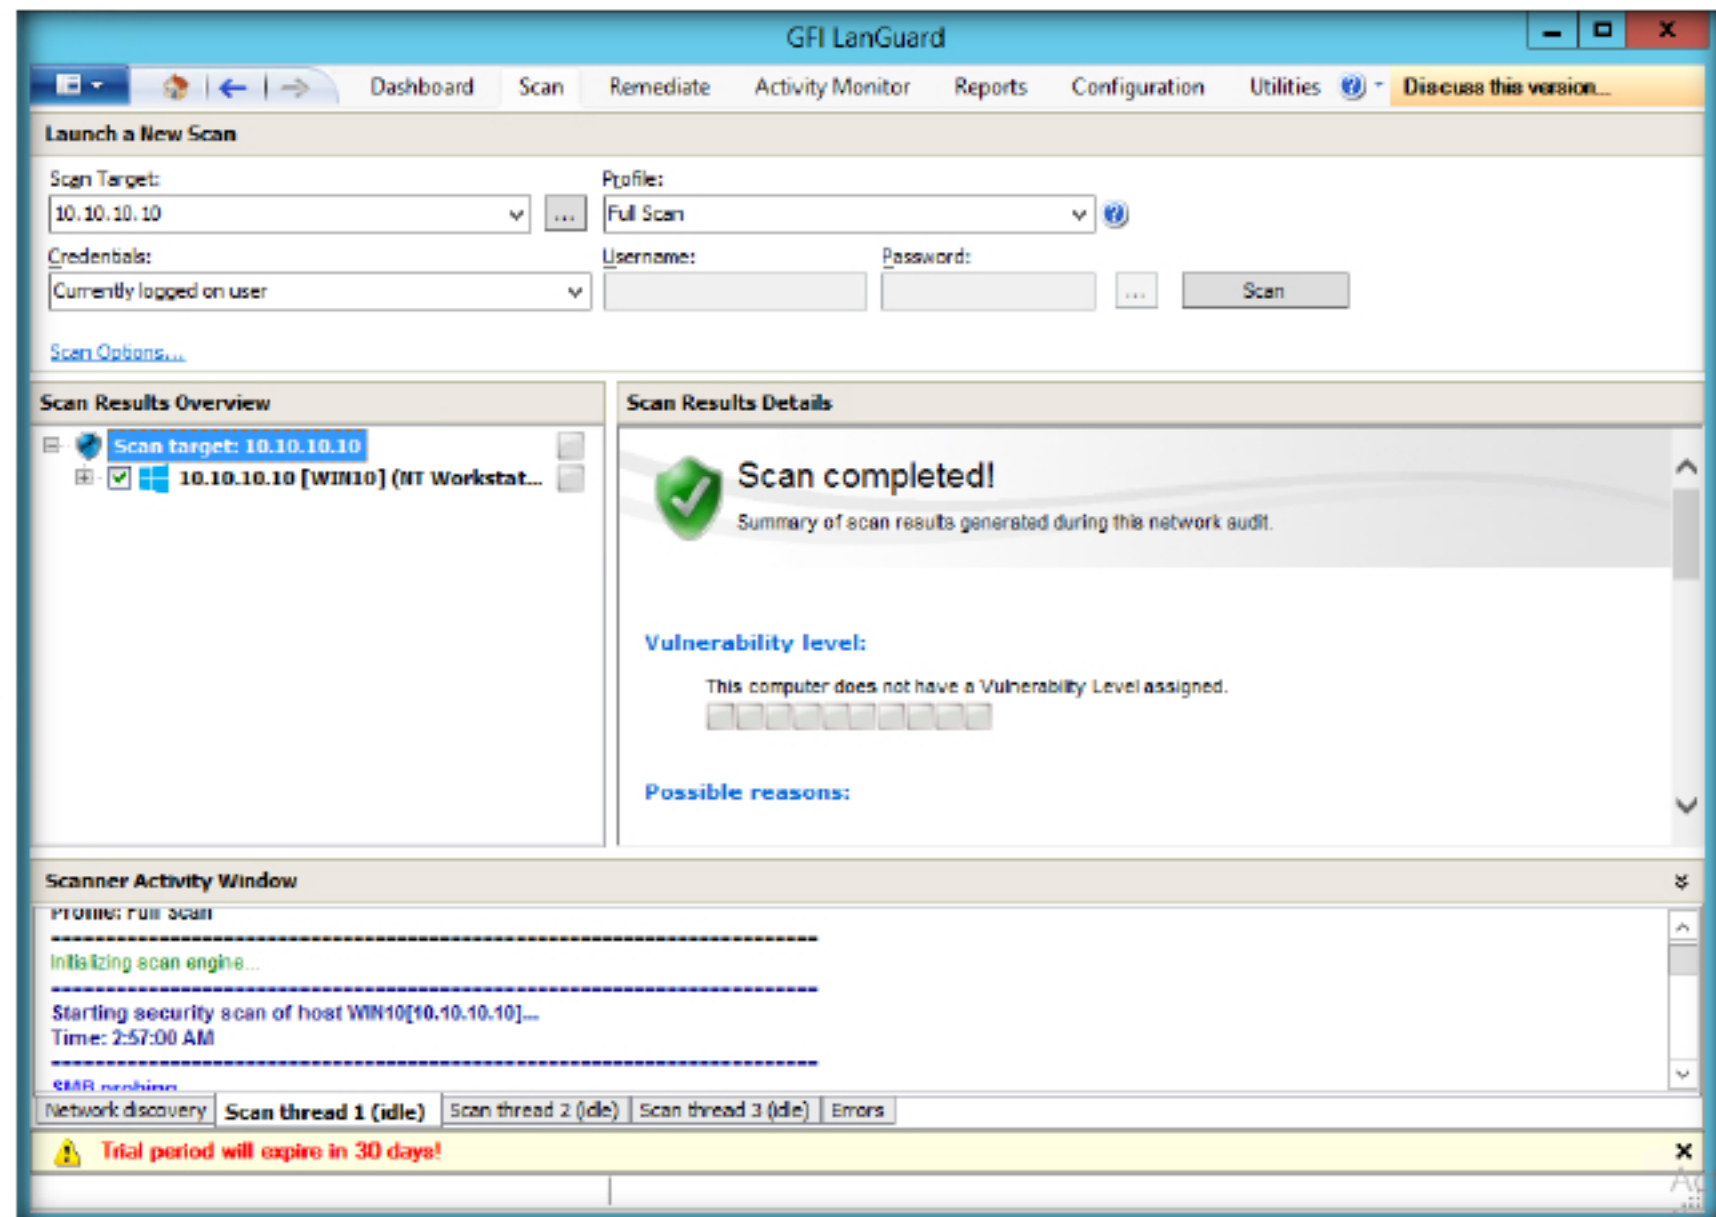 GFI LanGuard
Dashboard Scan Remediate Activity Monitor Reports Configuration Utilities Discuss this version...
Launch a New Scan
Scan Target: Profile:
10.10.10.10 ... Full Scan
Credentials: Username: Password:
Currently logged on user ... Scan
Scan Options...
Scan Results Overview Scan Results Details
Scan target: 10.10.10.10
10.10.10.10 [WIN10] (NT Workstat...
Scan completed!
Summary of scan results generated during this network audit.
Vulnerability level:
This computer does not have a Vulnerability Level assigned.
Possible reasons:
Scanner Activity Window
Profile: Full Scan
Initializing scan engine...
Starting security scan of host WIN10[10.10.10.10]...
Time: 2:57:00 AM
SMB probing
Network discovery Scan thread 1 (idle) Scan thread 2 (idle) Scan thread 3 (idle) Errors
Trial period will expire in 30 days!